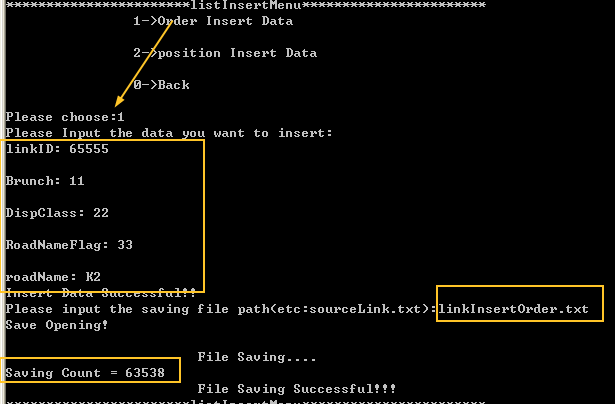 ***********************listInsertMenu***********************
1->Order Insert Data
2->position Insert Data
0->Back
Please choose:1
Please Input the data you want to insert:
linkID: 65555
Brunch: 11
DispClass: 22
RoadNameFlag: 33
roadName: K2
Insert Data Successful!!
Please input the saving file path(etc:sourceLink.txt):linkInsertOrder.txt
Save Opening!
File Saving....
Saving Count = 63538
File Saving Successful!!!
***********************listInsertMenu***********************